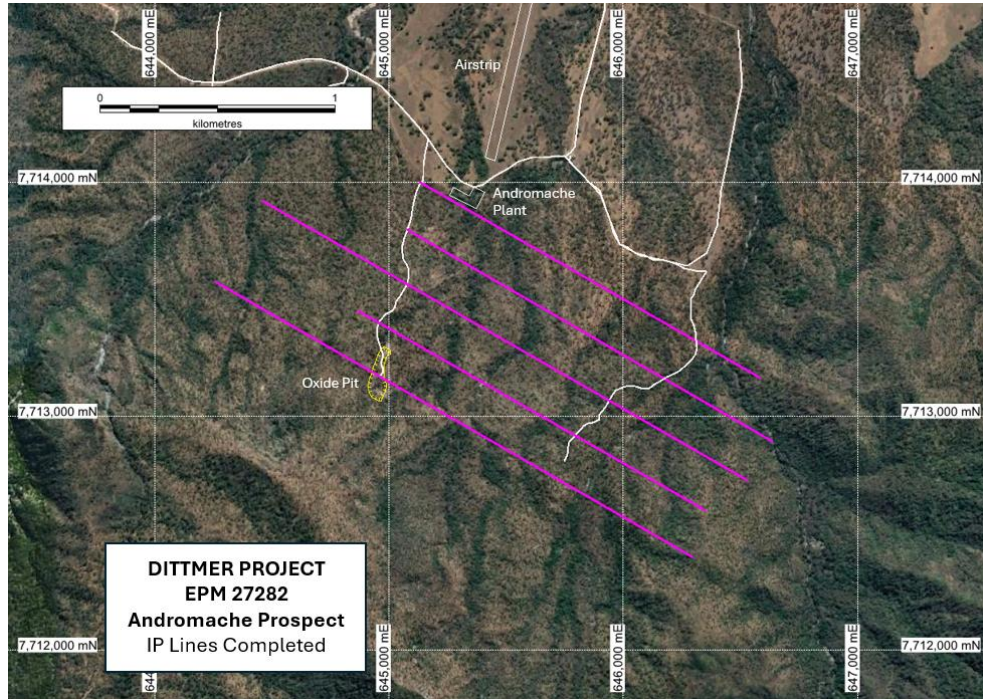 644,000 mE
645,000 mE
646,000 mE
647,000 mE
Airstrip
0 1
kilometres
7,714,000 mN
7,714,000 mN
Andromache
Plant
Oxide Pit
7,713,000 mN
7,713,000 mN
DITTMER PROJECT
EPM 27282
Andromache Prospect
IP Lines Completed
7,712,000 mN
7,712,000 mN
644
645,000 mE
646,000 mE
647,000 mE